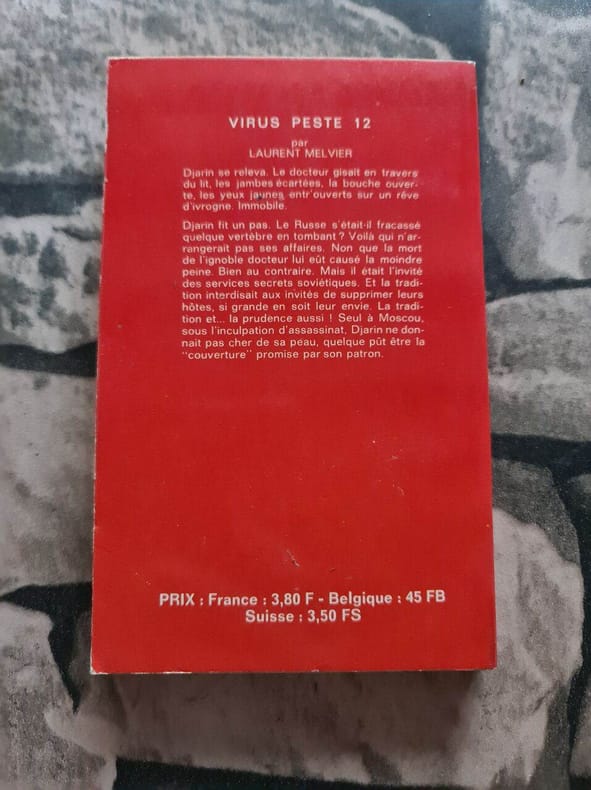 VIRUS PESTE 12
par
LAURENT MELVIER
Djarin se releva. Le docteur gisait en travers
du lit, les jambes écartées, la bouche ouver-
te, les yeux jaunes entr'ouverts sur un rêve
d'ivrogne. Immobile.
Djarin fit un pas. Le Russe s'était-il fracassé
quelque vertèbre en tombant ? Voilà qui n'ar-
rangerait pas ses affaires. Non que la mort
de l'ignoble docteur lui eût causé la moindre
peine. Bien au contraire. Mais il était l'invité
des services secrets soviétiques. Et la tradi-
tion interdisait aux invités de supprimer leurs
hôtes, si grande en soit leur envie. La tradi-
tion et... la prudence aussi ! Seul à Moscou,
sous l'inculpation d'assassinat, Djarin ne don-
nait pas cher de sa peau, quelque pût être la
"couverture" promise par son patron.
PRIX : France : 3,80 F - Belgique : 45 FB
Suisse : 3,50 FS